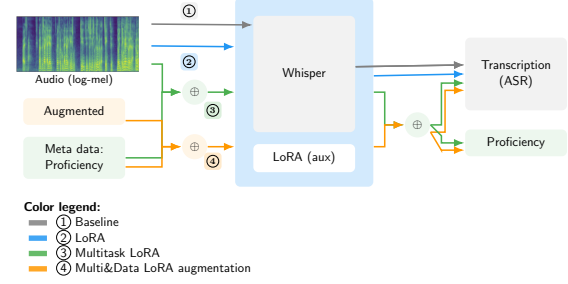 ①
Audio (log-mel)
②
Whisper
Transcription
(ASR)
⊕
③
Augmented
⊕
Meta data:
Proficiency
⊕
④
LoRA (aux)
Proficiency
Color legend:
① Baseline
② LoRA
③ Multitask LoRA
④ Multi&Data LoRA augmentation